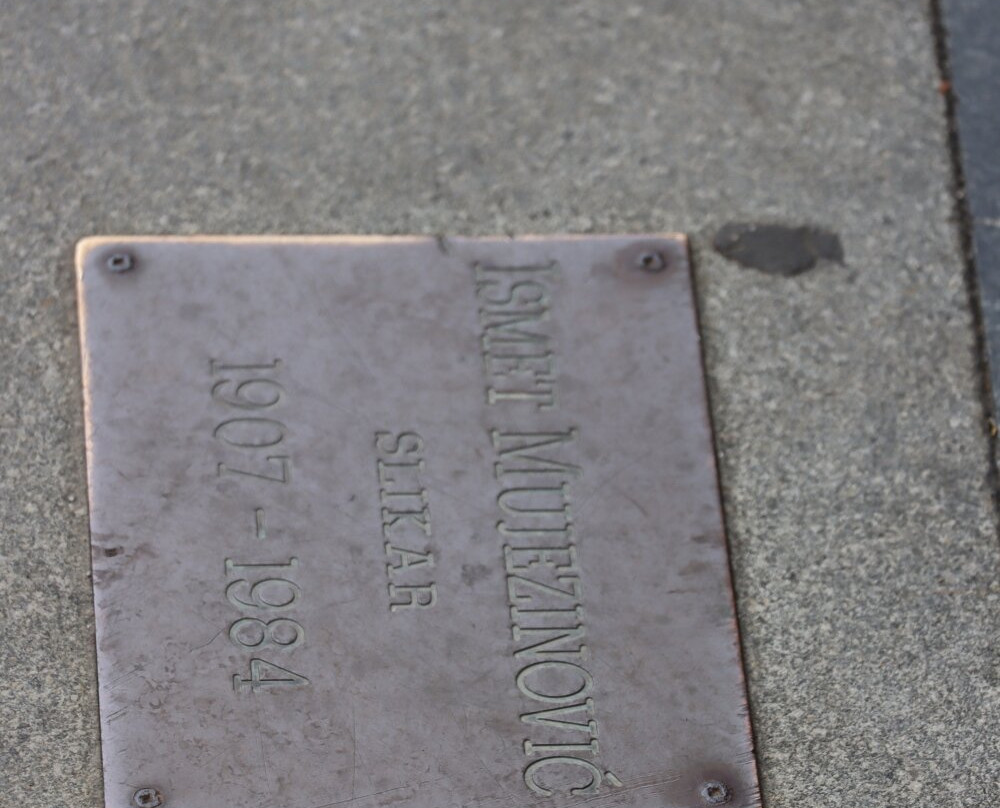 ISMET MUJEZINOVIĆ
SLIKAR
1907 - 1984